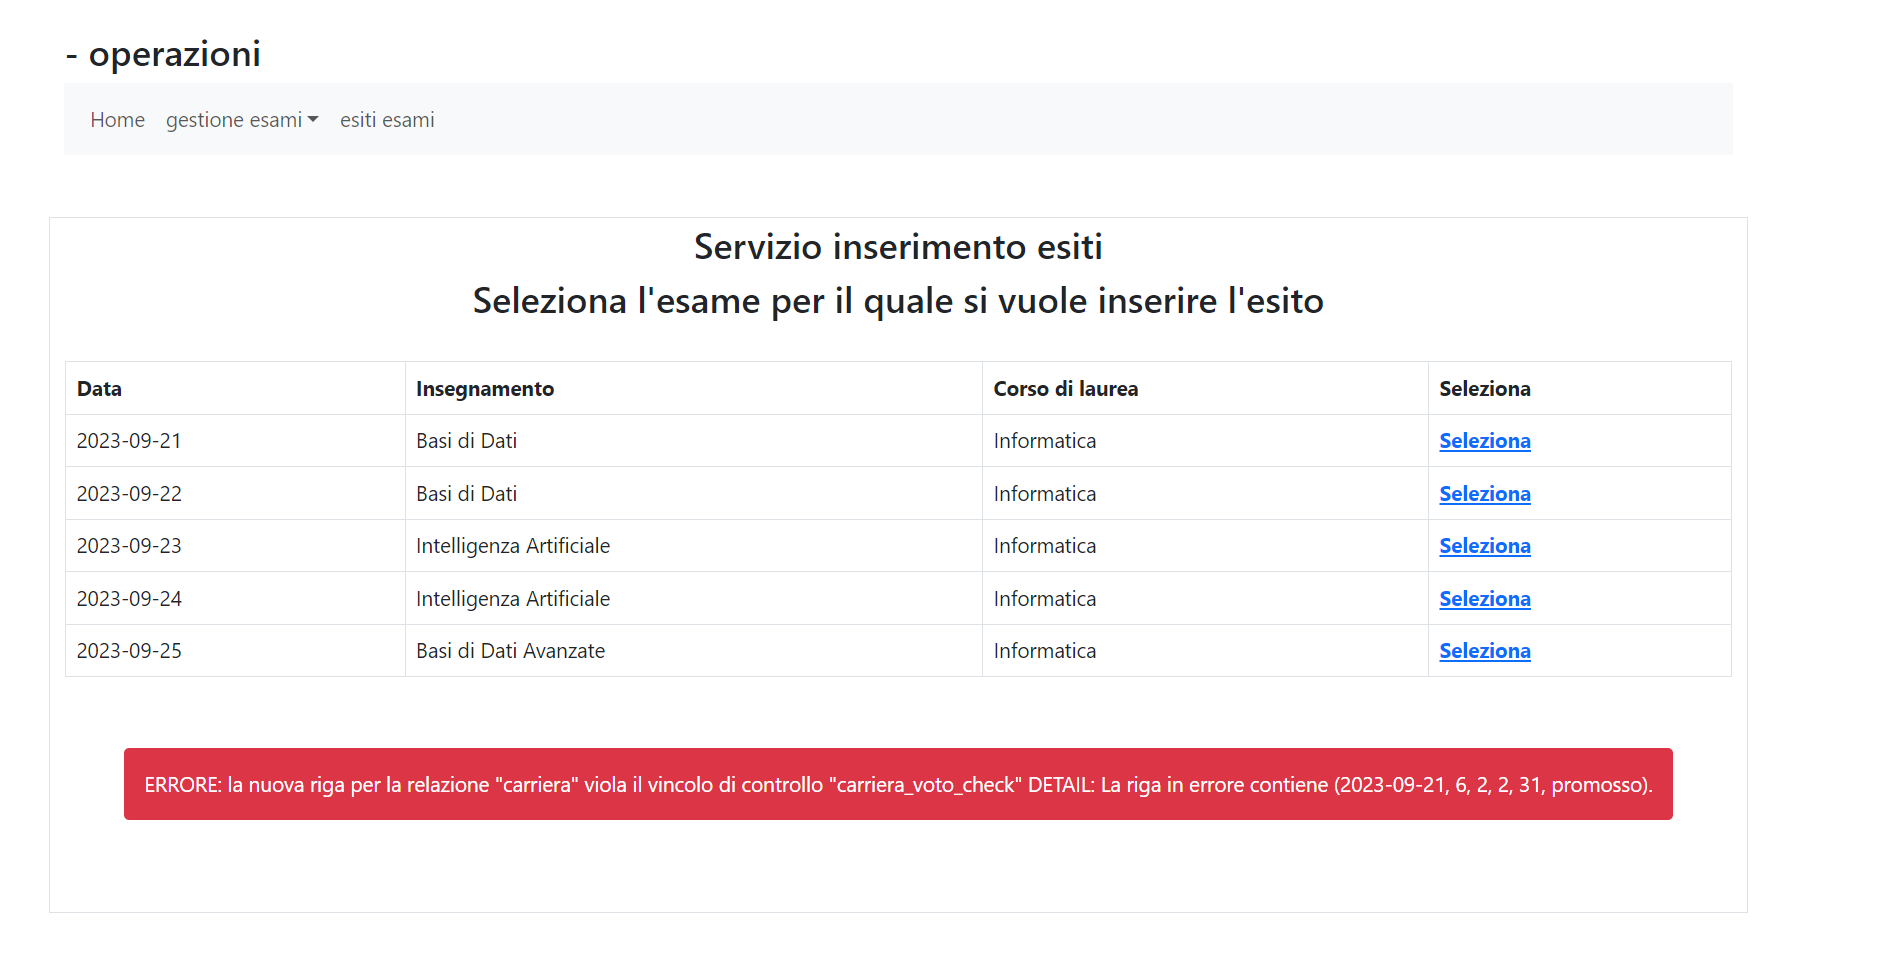 - operazioni
Home gestione esami esiti esami
Servizio inserimento esiti
Seleziona l'esame per il quale si vuole inserire l'esito
Data Insegnamento Corso di laurea Seleziona
2023-09-21 Basi di Dati Informatica Seleziona
2023-09-22 Basi di Dati Informatica Seleziona
2023-09-23 Intelligenza Artificiale Informatica Seleziona
2023-09-24 Intelligenza Artificiale Informatica Seleziona
2023-09-25 Basi di Dati Avanzate Informatica Seleziona
ERRORE: la nuova riga per la relazione "carriera" viola il vincolo di controllo "carriera_voto_check" DETAIL: La riga in errore contiene (2023-09-21, 6, 2, 2, 31, promosso).